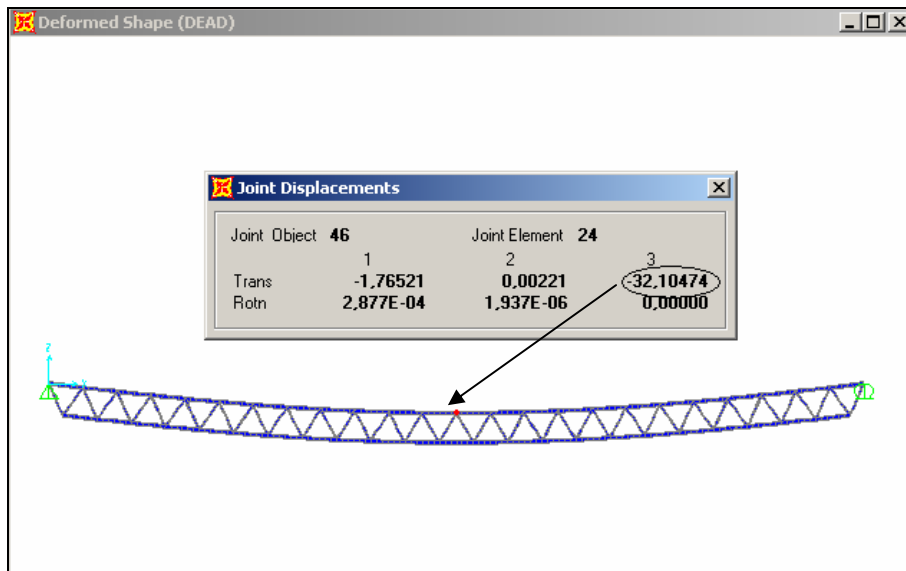 Deformed Shape (DEAD)
Joint Displacements
Joint Object 46 Joint Element 24
1 2 3
Trans -1,76521 0,00221 -32,10474
Rotn 2,877E-04 1,937E-06 0,00000
Z